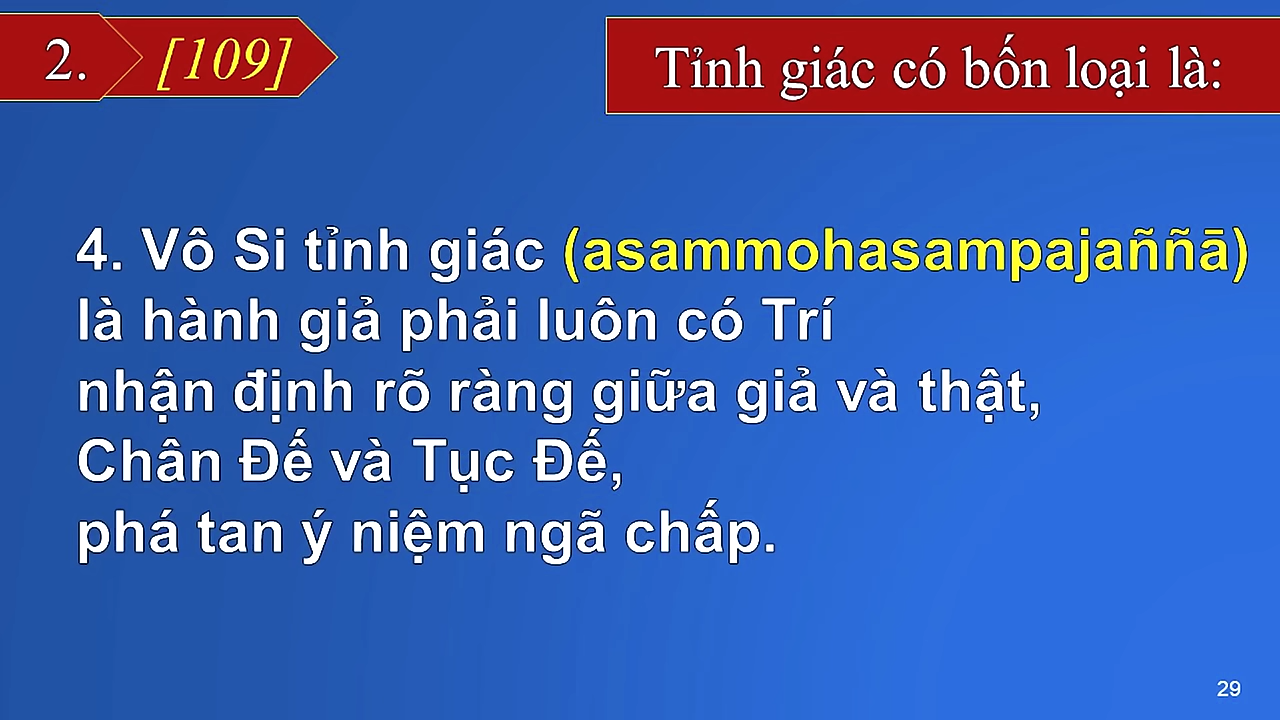 2.
[109]
Tỉnh giác có bốn loại là:
4. Vô Si tỉnh giác (asammohasampajaññā)
là hành giả phải luôn có Trí
nhận định rõ ràng giữa giả và thật,
Chân Đế và Tục Đế,
phá tan ý niệm ngã chấp.
29